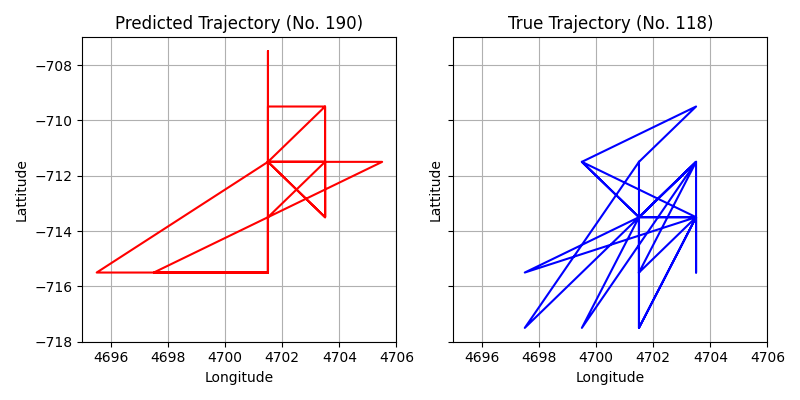 Predicted Trajectory (No. 190)
True Trajectory (No. 118)
−708
−710
−712
−714
−716
−718
Lattitude
Lattitude
4696 4698 4700 4702 4704 4706
4696 4698 4700 4702 4704 4706
Longitude
Longitude